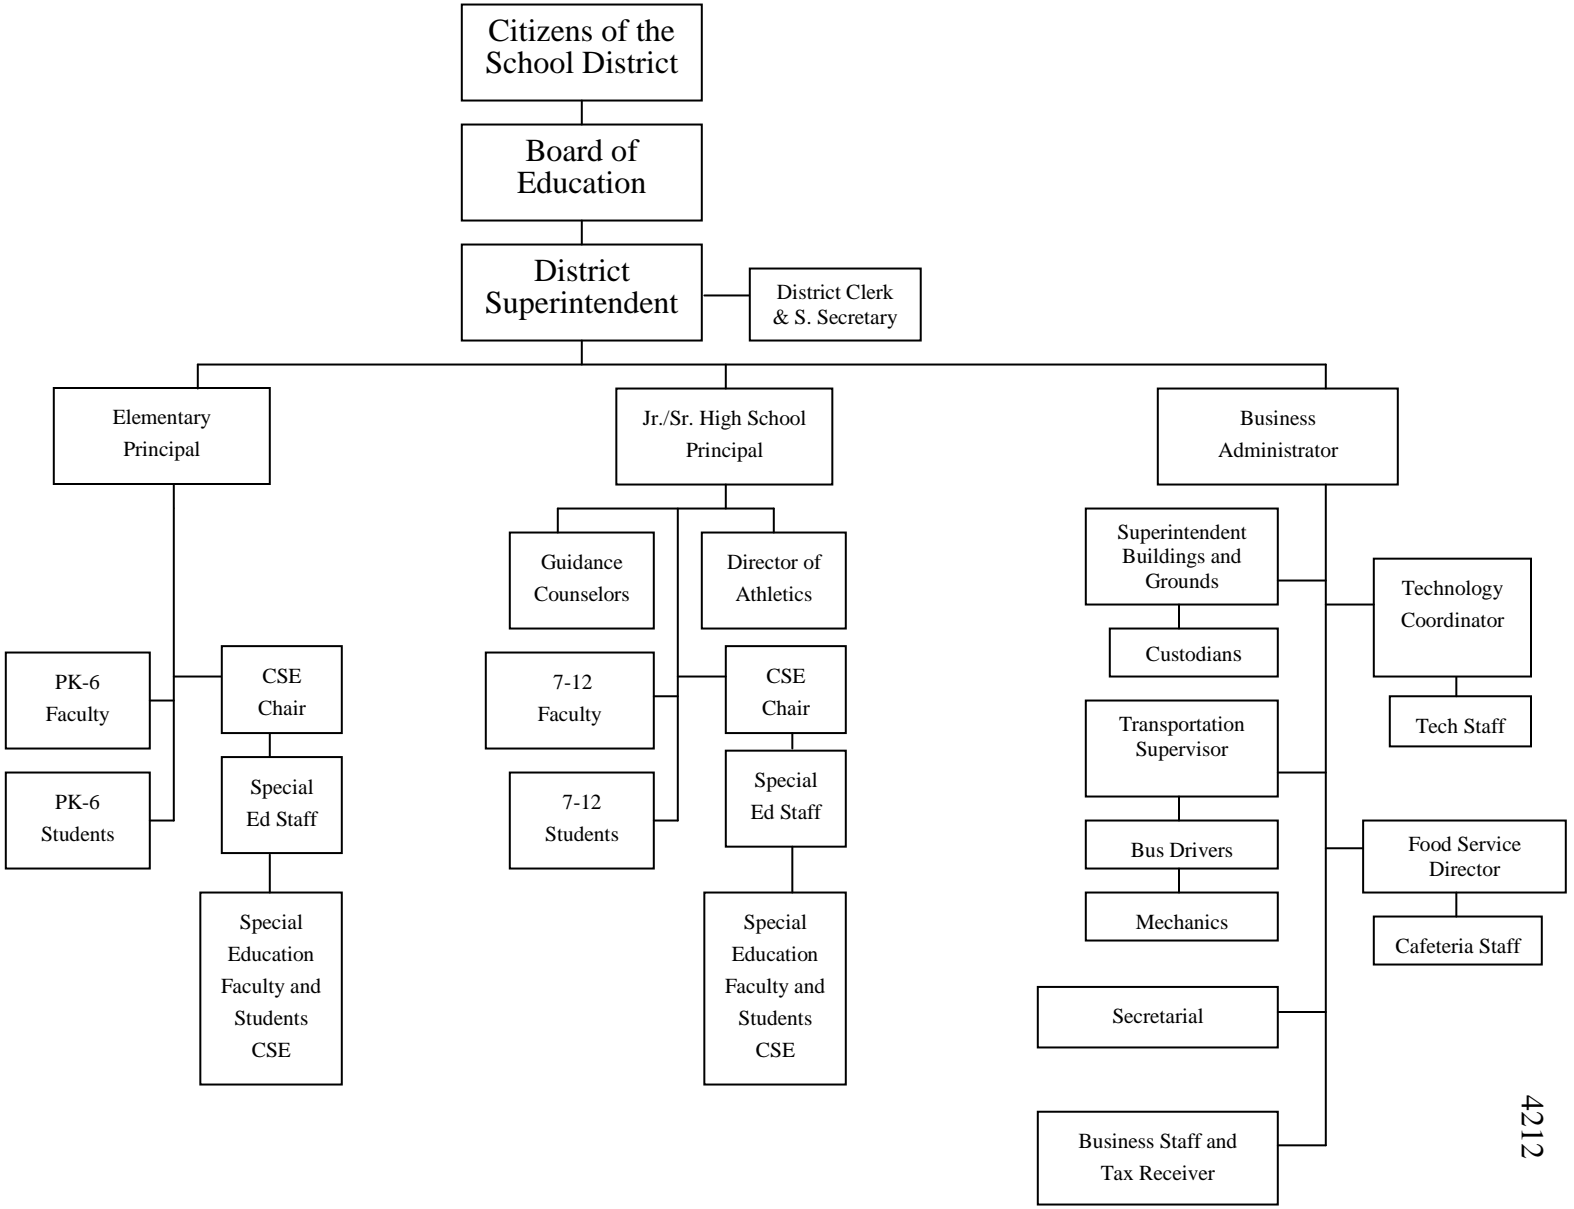 Citizens of the
School District
Board of
Education
District
Superintendent
District Clerk
& S. Secretary
Elementary
Principal
Jr./Sr. High School
Principal
Business
Administrator
Guidance
Counselors
Director of
Athletics
Superintendent
Buildings and
Grounds
Technology
Coordinator
Custodians
Tech Staff
PK-6
Faculty
CSE
Chair
7-12
Faculty
CSE
Chair
Transportation
Supervisor
PK-6
Students
Special
Ed Staff
7-12
Students
Special
Ed Staff
Bus Drivers
Food Service
Director
Mechanics
Cafeteria Staff
Special
Education
Faculty and
Students
CSE
Special
Education
Faculty and
Students
CSE
Secretarial
Business Staff and
Tax Receiver
4212